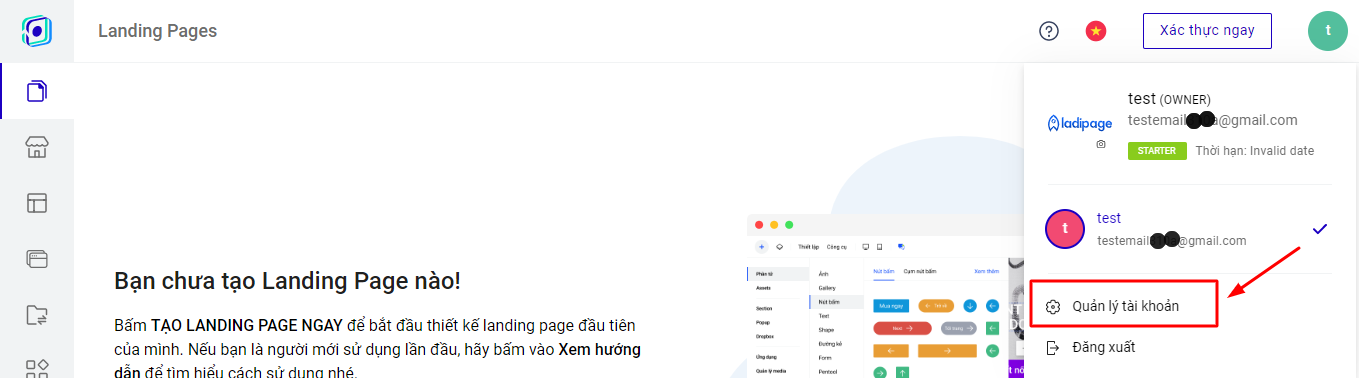 Landing Pages
Xác thực ngay
t
test (OWNER)
ladipage
@gmail.com
STARTER Thời hạn: Invalid date
t
test
@gmail.com
Quản lý tài khoản
Đăng xuất
Bạn chưa tạo Landing Page nào!
Bấm TẠO LANDING PAGE NGAY để bắt đầu thiết kế landing page đầu tiên
của mình. Nếu bạn là người mới sử dụng lần đầu, hãy bấm vào Xem hướng
dẫn để tìm hiểu cách sử dụng nhé.
Thiết lập Công cụ
Phần tử
Assets
Section
Popup
Dropbox
Ứng dụng
Quản lý media
Ảnh
Gallery
Nút bấm
Text
Shape
Đường kẻ
Form
Pentool
Nút bấm Cụm nút bấm Xem thêm
Mua ngay
Next